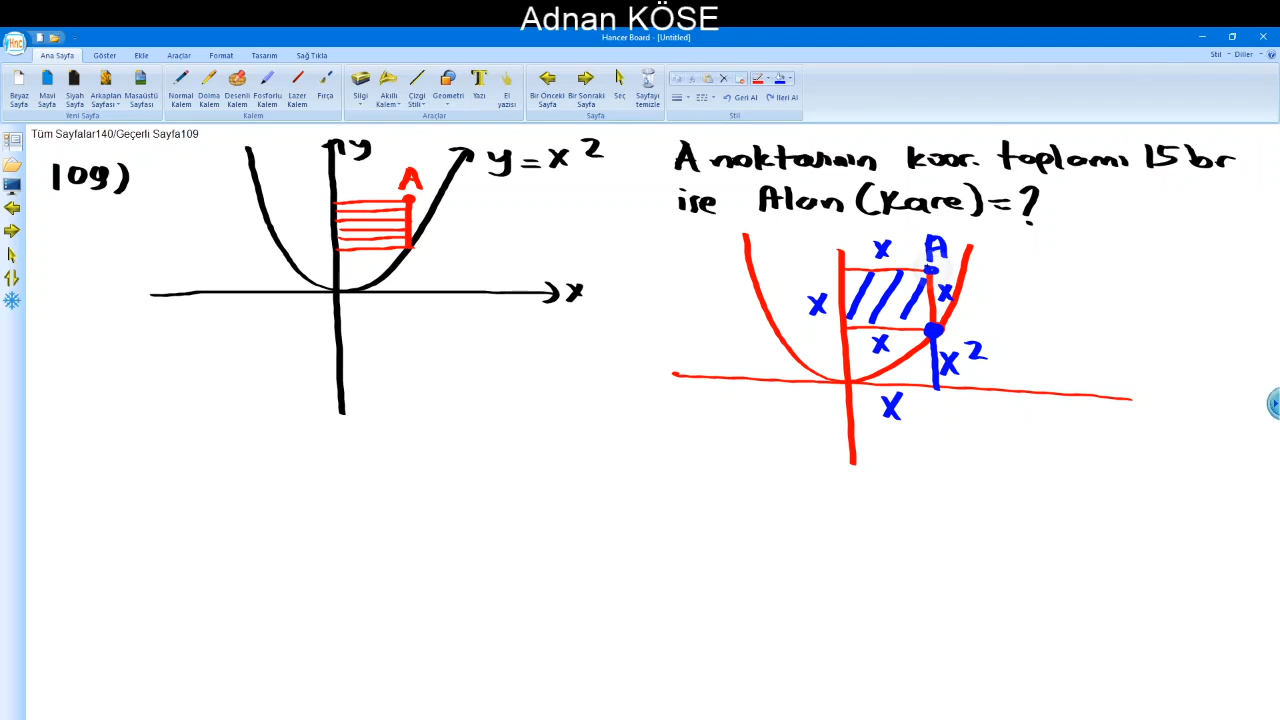 Adnan KÖSE
Hancer Board - [Untitled]
Hnc
Ana Sayfa Göster Ekle Araçlar Format Tasarım Sağ Tıkla
Stil Diller
Beyaz Sayfa Mavi Sayfa Siyah Sayfa Arkaplan Sayfası Masaüstü Sayfası
Normal Kalem Dolma Kalem Desenli Kalem Fosforlu Kalem Lazer Kalem Fırça
Silgi Akıllı Kalem Çizgi Stili Geometri Yazı El yazısı
Bir Önceki Sayfa Bir Sonraki Sayfa Seç Sayfayı temizle
Geri Al İleri Al
Yeni Sayfa Kalem Araçlar Sayfa Stil
Tüm Sayfalar140/Geçerli Sayfa109
109)
y
A
y = x²
x
A noktasının koor. toplamı 15 br
ise Alan (Kare) = ?
x A
x x
x
x²
x